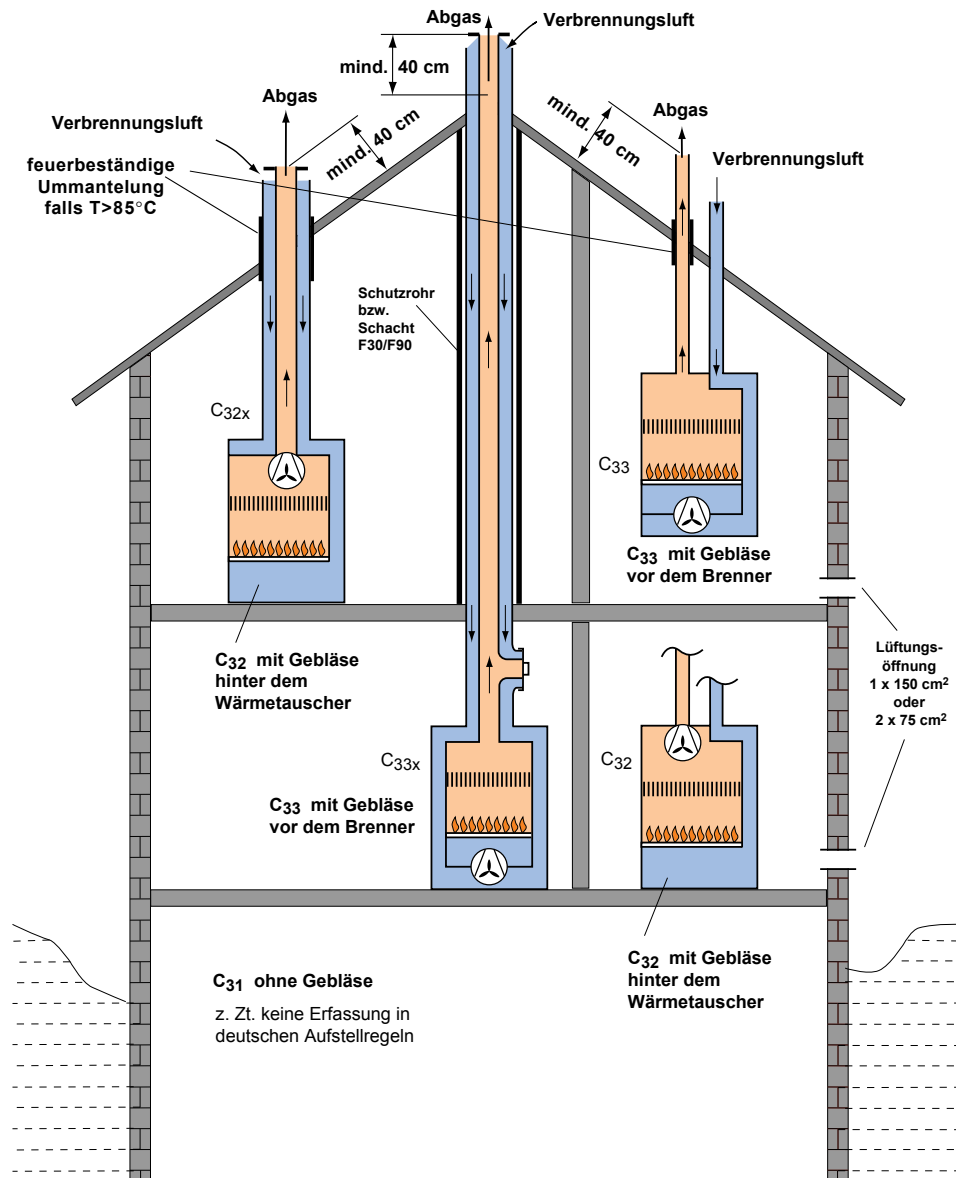 Abgas
Verbrennungsluft
mind. 40 cm
Abgas
Verbrennungsluft
mind. 40 cm
feuerbeständige
Ummantelung
falls T>85°C
mind. 40 cm
Abgas
Verbrennungsluft
Schutzrohr
bzw.
Schacht
F30/F90
C32x
C33
C33 mit Gebläse
vor dem Brenner
C32 mit Gebläse
hinter dem
Wärmetauscher
Lüftungs-
öffnung
1 x 150 cm²
oder
2 x 75 cm²
C33x
C32
C33 mit Gebläse
vor dem Brenner
C32 mit Gebläse
hinter dem
Wärmetauscher
C31 ohne Gebläse
z. Zt. keine Erfassung in
deutschen Aufstellregeln